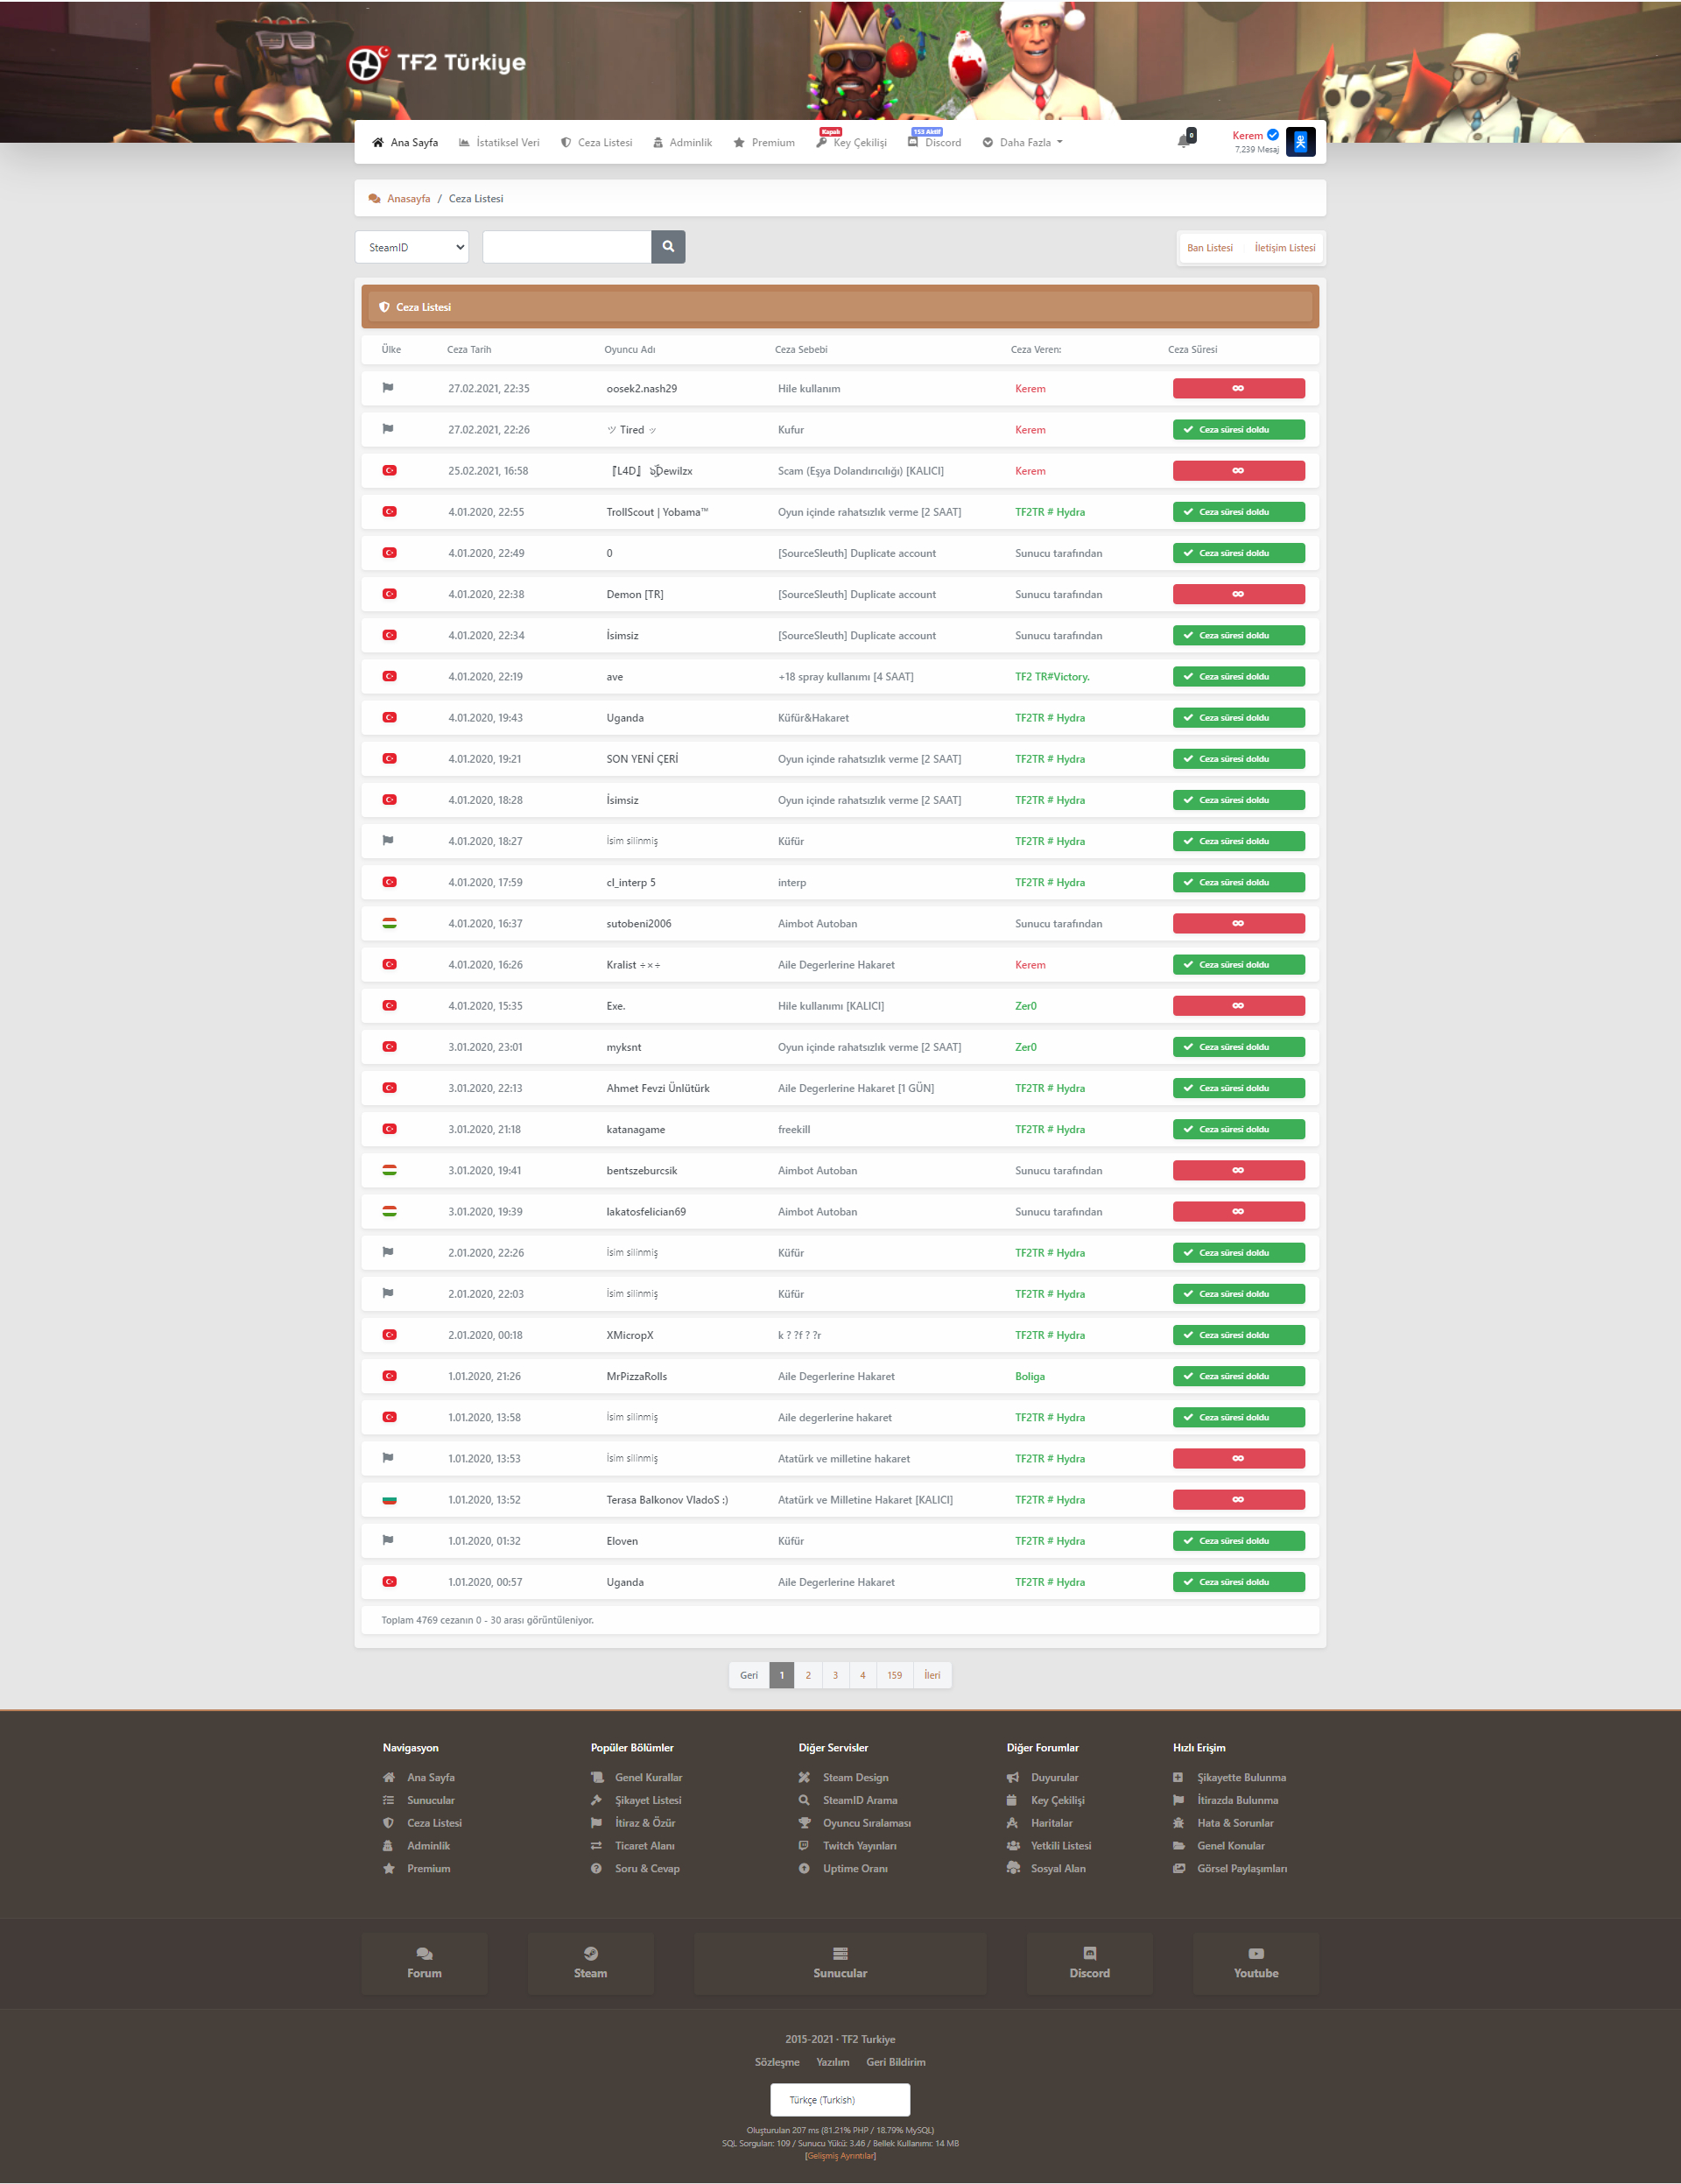 TF2 Türkiye
Ana Sayfa İstatiksel Veri Ceza Listesi Adminlik Premium Kapalı Key Çekilişi 153 Aktif Discord Daha Fazla 0 Kerem
7,239 Mesaj
Anasayfa / Ceza Listesi
SteamID Ban Listesi İletişim Listesi
Ceza Listesi
Ülke Ceza Tarih Oyuncu Adı Ceza Sebebi Ceza Veren: Ceza Süresi
27.02.2021, 22:35 oosek2.nash29 Hile kullanım Kerem
27.02.2021, 22:26 ツ Tired ッ Kufur Kerem Ceza süresi doldu
25.02.2021, 16:58 『L4D』 Dewilzx Scam (Eşya Dolandırıcılığı) [KALICI] Kerem
4.01.2020, 22:55 TrollScout | Yobama™ Oyun içinde rahatsızlık verme [2 SAAT] TF2TR # Hydra Ceza süresi doldu
4.01.2020, 22:49 0 [SourceSleuth] Duplicate account Sunucu tarafından Ceza süresi doldu
4.01.2020, 22:38 Demon [TR] [SourceSleuth] Duplicate account Sunucu tarafından
4.01.2020, 22:34 İsimsiz [SourceSleuth] Duplicate account Sunucu tarafından Ceza süresi doldu
4.01.2020, 22:19 ave +18 spray kullanımı [4 SAAT] TF2 TR#Victory. Ceza süresi doldu
4.01.2020, 19:43 Uganda Küfür&Hakaret TF2TR # Hydra Ceza süresi doldu
4.01.2020, 19:21 SON YENİ ÇERİ Oyun içinde rahatsızlık verme [2 SAAT] TF2TR # Hydra Ceza süresi doldu
4.01.2020, 18:28 İsimsiz Oyun içinde rahatsızlık verme [2 SAAT] TF2TR # Hydra Ceza süresi doldu
4.01.2020, 18:27 İsim silinmiş Küfür TF2TR # Hydra Ceza süresi doldu
4.01.2020, 17:59 cl_interp 5 interp TF2TR # Hydra Ceza süresi doldu
4.01.2020, 16:37 sutobeni2006 Aimbot Autoban Sunucu tarafından
4.01.2020, 16:26 Kralist ÷×÷ Aile Degerlerine Hakaret Kerem Ceza süresi doldu
4.01.2020, 15:35 Exe. Hile kullanımı [KALICI] Zer0
3.01.2020, 23:01 myksnt Oyun içinde rahatsızlık verme [2 SAAT] Zer0 Ceza süresi doldu
3.01.2020, 22:13 Ahmet Fevzi Ünlütürk Aile Degerlerine Hakaret [1 GÜN] TF2TR # Hydra Ceza süresi doldu
3.01.2020, 21:18 katanagame freekill TF2TR # Hydra Ceza süresi doldu
3.01.2020, 19:41 bentszeburcsik Aimbot Autoban Sunucu tarafından
3.01.2020, 19:39 lakatosfelician69 Aimbot Autoban Sunucu tarafından
2.01.2020, 22:26 İsim silinmiş Küfür TF2TR # Hydra Ceza süresi doldu
2.01.2020, 22:03 İsim silinmiş Küfür TF2TR # Hydra Ceza süresi doldu
2.01.2020, 00:18 XMicropX k ? ?f ? ?r TF2TR # Hydra Ceza süresi doldu
1.01.2020, 21:26 MrPizzaRolls Aile Degerlerine Hakaret Boliga Ceza süresi doldu
1.01.2020, 13:58 İsim silinmiş Aile degerlerine hakaret TF2TR # Hydra Ceza süresi doldu
1.01.2020, 13:53 İsim silinmiş Atatürk ve milletine hakaret TF2TR # Hydra
1.01.2020, 13:52 Terasa Balkonov VladoS :) Atatürk ve Milletine Hakaret [KALICI] TF2TR # Hydra
1.01.2020, 01:32 Eloven Küfür TF2TR # Hydra Ceza süresi doldu
1.01.2020, 00:57 Uganda Aile Degerlerine Hakaret TF2TR # Hydra Ceza süresi doldu
Toplam 4769 cezanın 0 - 30 arası görüntüleniyor.
Geri 1 2 3 4 159 İleri
Navigasyon Popüler Bölümler Diğer Servisler Diğer Forumlar Hızlı Erişim
Ana Sayfa Genel Kurallar Steam Design Duyurular Şikayette Bulunma
Sunucular Şikayet Listesi SteamID Arama Key Çekilişi İtirazda Bulunma
Ceza Listesi İtiraz & Özür Oyuncu Sıralaması Haritalar Hata & Sorunlar
Adminlik Ticaret Alanı Twitch Yayınları Yetkili Listesi Genel Konular
Premium Soru & Cevap Uptime Oranı Sosyal Alan Görsel Paylaşımları
Forum Steam Sunucular Discord Youtube
2015-2021 · TF2 Turkiye
Sözleşme Yazılım Geri Bildirim
Türkçe (Turkish)
Oluşturulan 207 ms (81.21% PHP / 18.79% MySQL)
SQL Sorguları: 109 / Sunucu Yükü: 3.46 / Bellek Kullanımı: 14 MB
[Gelişmiş Ayrıntılar]